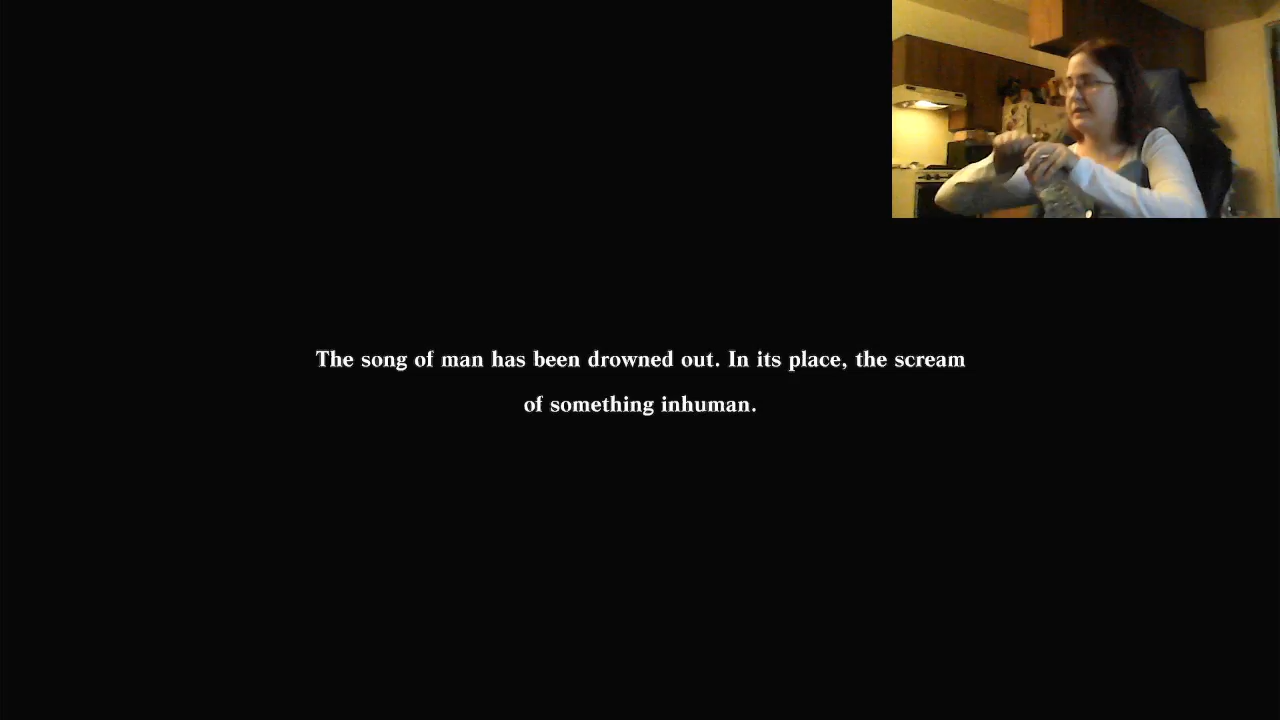 The song of man has been drowned out. In its place, the scream
of something inhuman.